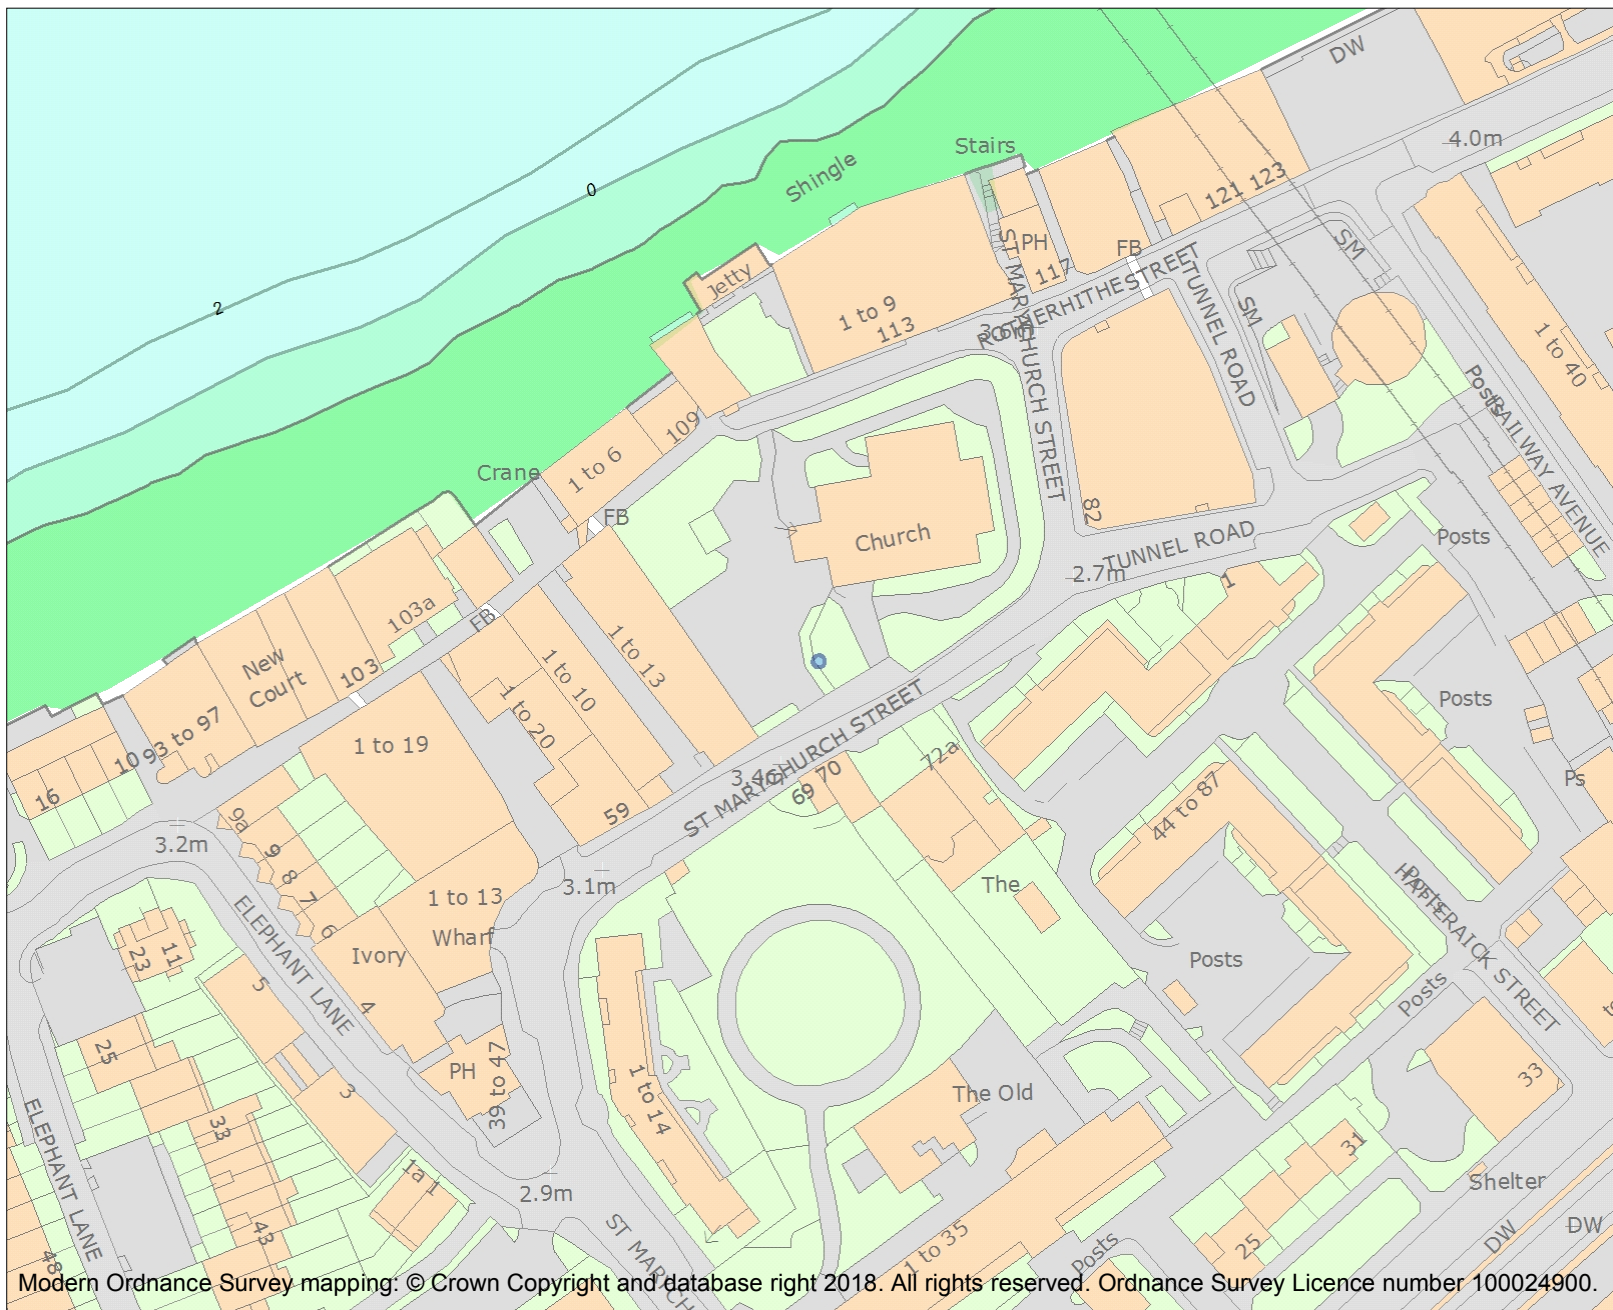 DW
4.0m
Stairs
Shingle
0
121 123
SM
PH
FB
117
Jetty
2
1 to 9
113
ROTHERHITHE STREET
3.6m
ST MARYCHURCH STREET
TUNNEL ROAD
SM
1 to 40
Posts
RAILWAY AVENUE
109
1 to 6
Crane
FB
Church
82
TUNNEL ROAD
2.7m
Posts
1
103a
FB
1 to 13
New
Court
103
1 to 10
1 to 20
Posts
93 to 97
10
1 to 19
16
ST MARYCHURCH STREET
3.4m
70
69
72a
59
Ps
44 to 87
9a
3.2m
9
8
7
6
3.1m
1 to 13
Wharf
Ivory
The
Posts
HATTERAICK STREET
ELEPHANT LANE
11
23
5
4
Posts
Posts
25
PH
39 to 47
3
1 to 14
The Old
33
33
ELEPHANT LANE
31
1a 1
2.9m
Shelter
43
48
ST MARYCH
1 to 35
Posts
25
DW
DW
Modern Ordnance Survey mapping: © Crown Copyright and database right 2018. All rights reserved. Ordnance Survey Licence number 100024900.